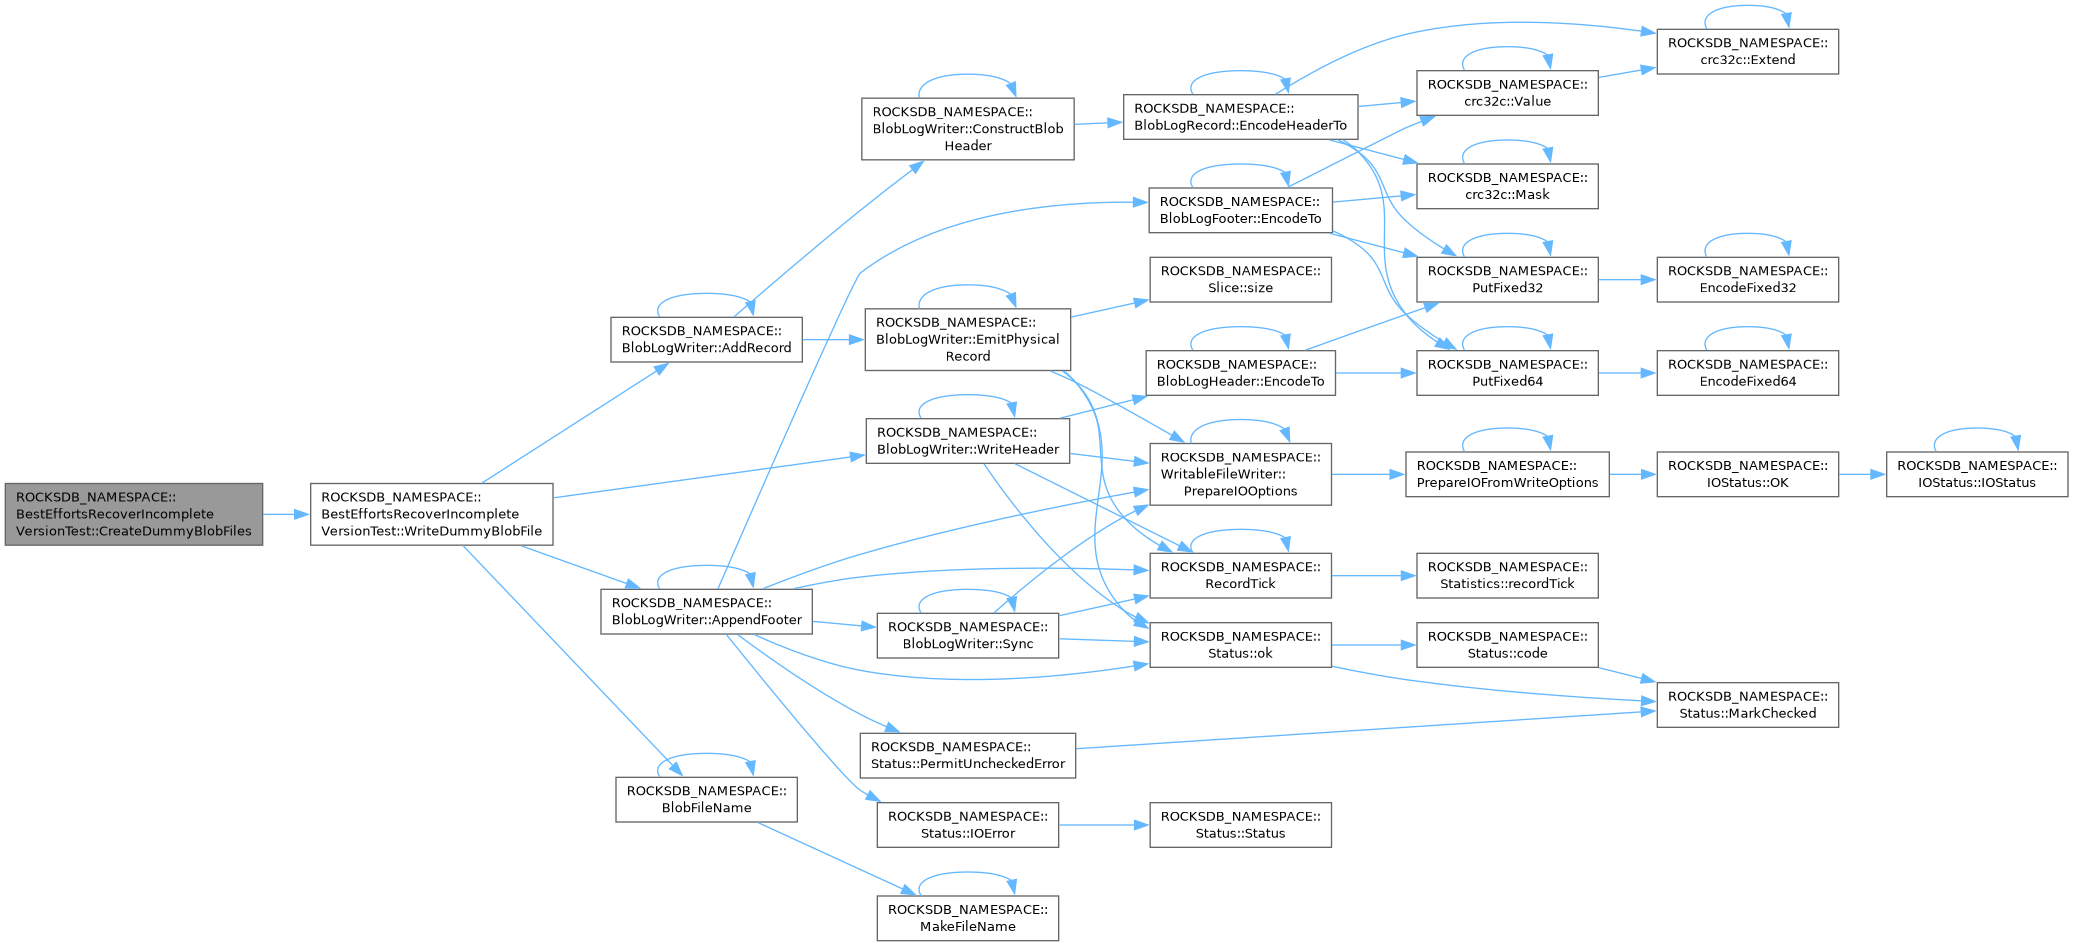 ROCKSDB_NAMESPACE::
BestEffortsRecoverIncomplete
VersionTest::CreateDummyBlobFiles
ROCKSDB_NAMESPACE::
BestEffortsRecoverIncomplete
VersionTest::WriteDummyBlobFile
ROCKSDB_NAMESPACE::
BlobLogWriter::AddRecord
ROCKSDB_NAMESPACE::
BlobLogWriter::AppendFooter
ROCKSDB_NAMESPACE::
BlobFileName
ROCKSDB_NAMESPACE::
BlobLogWriter::ConstructBlob
Header
ROCKSDB_NAMESPACE::
BlobLogWriter::EmitPhysical
Record
ROCKSDB_NAMESPACE::
BlobLogWriter::WriteHeader
ROCKSDB_NAMESPACE::
BlobLogWriter::Sync
ROCKSDB_NAMESPACE::
Status::PermitUncheckedError
ROCKSDB_NAMESPACE::
Status::IOError
ROCKSDB_NAMESPACE::
MakeFileName
ROCKSDB_NAMESPACE::
BlobLogRecord::EncodeHeaderTo
ROCKSDB_NAMESPACE::
BlobLogFooter::EncodeTo
ROCKSDB_NAMESPACE::
Slice::size
ROCKSDB_NAMESPACE::
BlobLogHeader::EncodeTo
ROCKSDB_NAMESPACE::
WritableFileWriter::
PrepareIOOptions
ROCKSDB_NAMESPACE::
RecordTick
ROCKSDB_NAMESPACE::
Status::ok
ROCKSDB_NAMESPACE::
Status::Status
ROCKSDB_NAMESPACE::
crc32c::Value
ROCKSDB_NAMESPACE::
crc32c::Mask
ROCKSDB_NAMESPACE::
PutFixed32
ROCKSDB_NAMESPACE::
PutFixed64
ROCKSDB_NAMESPACE::
PrepareIOFromWriteOptions
ROCKSDB_NAMESPACE::
Statistics::recordTick
ROCKSDB_NAMESPACE::
Status::code
ROCKSDB_NAMESPACE::
crc32c::Extend
ROCKSDB_NAMESPACE::
EncodeFixed32
ROCKSDB_NAMESPACE::
EncodeFixed64
ROCKSDB_NAMESPACE::
IOStatus::OK
ROCKSDB_NAMESPACE::
Status::MarkChecked
ROCKSDB_NAMESPACE::
IOStatus::IOStatus